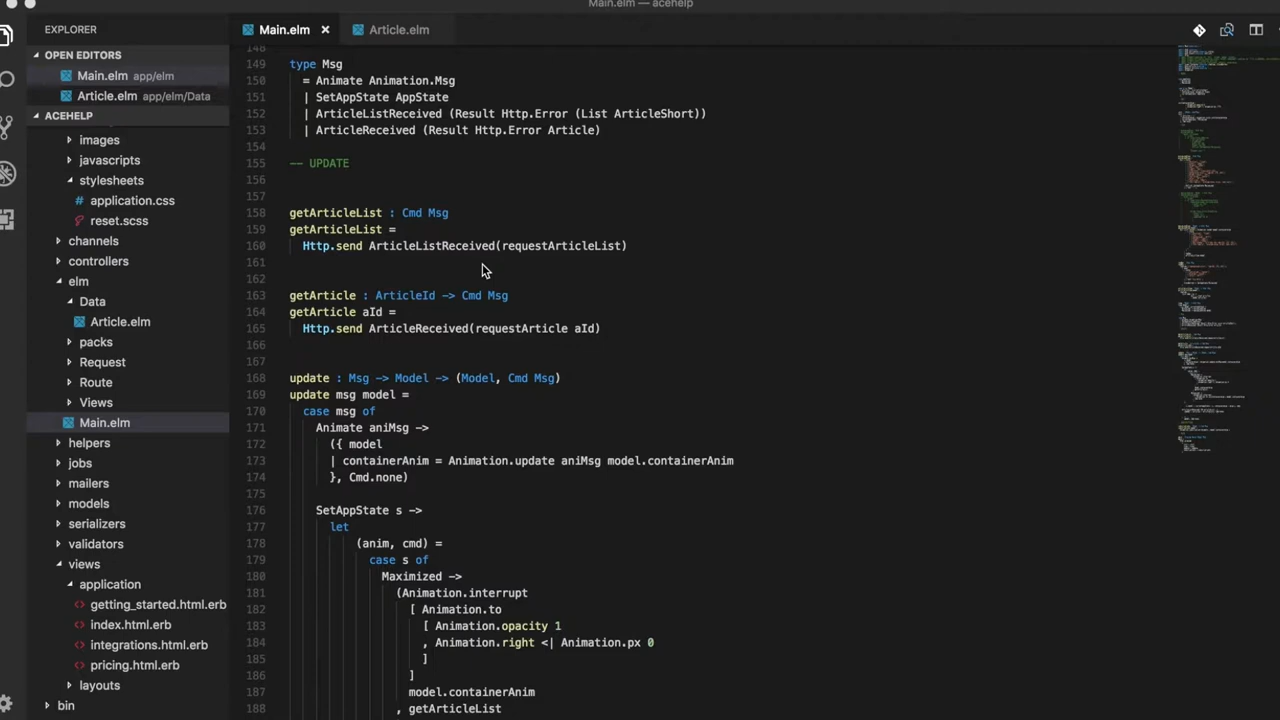 Main.elm — acehelp
EXPLORER
Main.elm
Article.elm
OPEN EDITORS
Main.elm app/elm
Article.elm app/elm/Data
ACEHELP
images
javascripts
stylesheets
# application.css
reset.scss
channels
controllers
elm
Data
Article.elm
packs
Request
Route
Views
Main.elm
helpers
jobs
mailers
models
serializers
validators
views
application
<> getting_started.html.erb
<> index.html.erb
<> integrations.html.erb
<> pricing.html.erb
layouts
bin
148
149 type Msg
150 = Animate Animation.Msg
151 | SetAppState AppState
152 | ArticleListReceived (Result Http.Error (List ArticleShort))
153 | ArticleReceived (Result Http.Error Article)
154
155 -- UPDATE
156
157
158 getArticleList : Cmd Msg
159 getArticleList =
160 Http.send ArticleListReceived(requestArticleList)
161
162
163 getArticle : ArticleId -> Cmd Msg
164 getArticle aId =
165 Http.send ArticleReceived(requestArticle aId)
166
167
168 update : Msg -> Model -> (Model, Cmd Msg)
169 update msg model =
170 case msg of
171 Animate aniMsg ->
172 ({ model
173 | containerAnim = Animation.update aniMsg model.containerAnim
174 }, Cmd.none)
175
176 SetAppState s ->
177 let
178 (anim, cmd) =
179 case s of
180 Maximized ->
181 (Animation.interrupt
182 [ Animation.to
183 [ Animation.opacity 1
184 , Animation.right <| Animation.px 0
185 ]
186 ]
187 model.containerAnim
188 , getArticleList